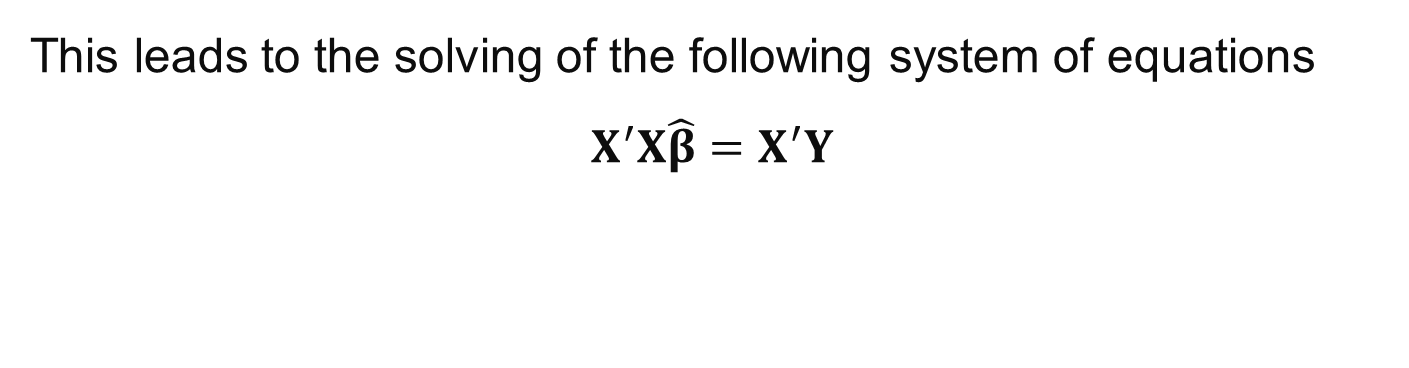 This leads to the solving of the following system of equations
𝐗′𝐗𝛃̂ = 𝐗′𝐘